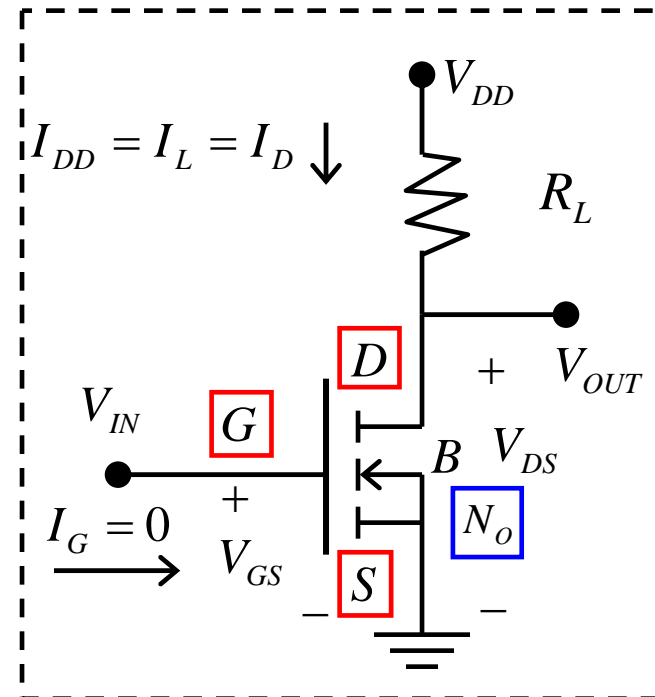 V_DD
I_DD = I_L = I_D
R_L
D
+
V_OUT
V_IN
G
B
V_DS
+
I_G = 0
N_O
V_GS
S
−
−